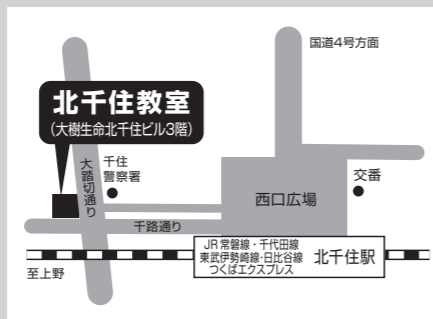 国道4号方面
北千住教室
(大樹生命北千住ビル3階)
大踏切通り
千住
警察署
交番
西口広場
千路通り
JR常磐線・千代田線
東武伊勢崎線・日比谷線
つくばエクスプレス
北千住駅
至上野